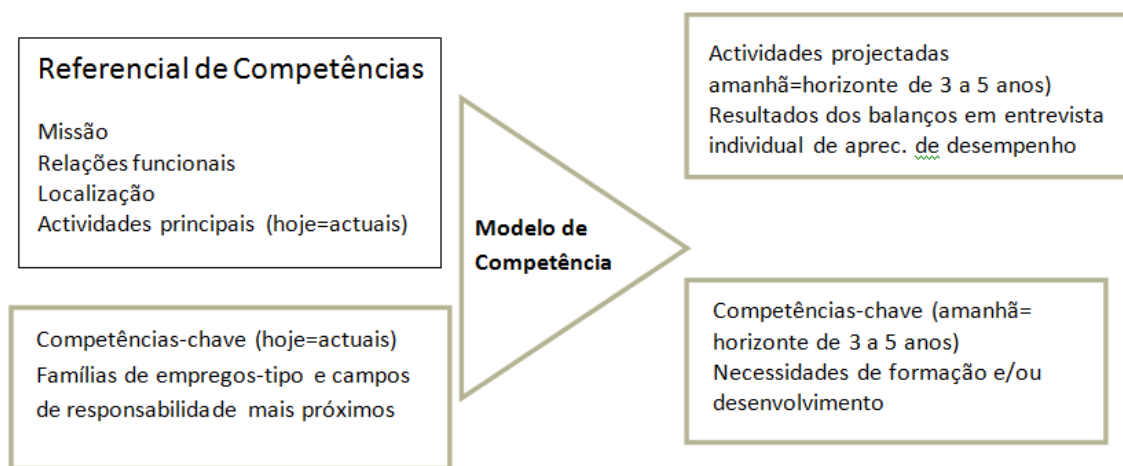 Referencial de Competências
Missão
Relações funcionais
Localização
Actividades principais (hoje=actuais)
Competências-chave (hoje=actuais)
Famílias de empregos-tipo e campos
de responsabilidade mais próximos
Modelo de
Competência
Actividades projectadas
amanhã=horizonte de 3 a 5 anos)
Resultados dos balanços em entrevista
individual de aprec. de desempenho
Competências-chave (amanhã=
horizonte de 3 a 5 anos)
Necessidades de formação e/ou
desenvolvimento